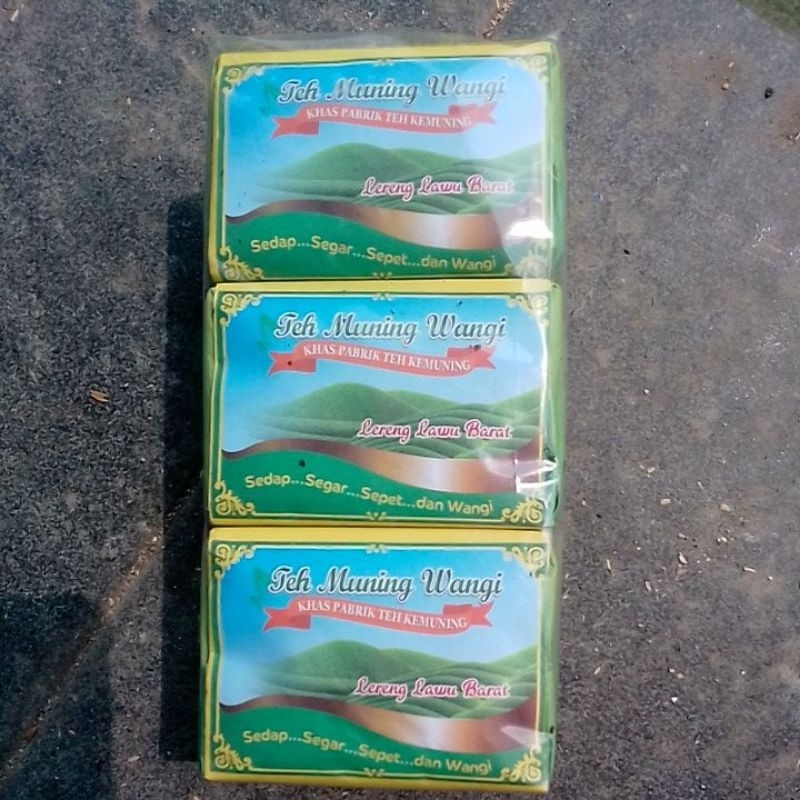 Teh Muning Wangi
KHAS PABRIK TEH KEMUNING
Lereng Lawu Barat
Sedap...Segar...Sepet...dan Wangi
Teh Muning Wangi
KHAS PABRIK TEH KEMUNING
Lereng Lawu Barat
Sedap...Segar...Sepet...dan Wangi
Teh Muning Wangi
KHAS PABRIK TEH KEMUNING
Lereng Lawu Barat
Sedap...Segar...Sepet...dan Wangi